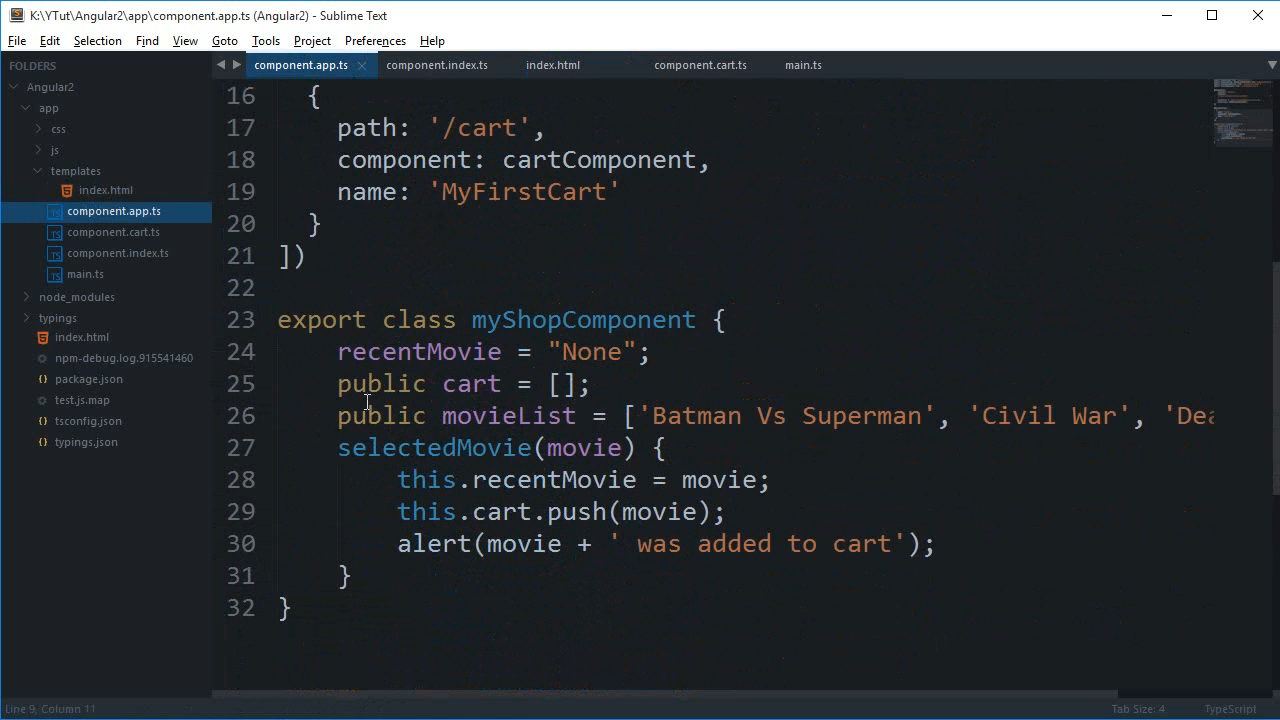 K:\YTut\Angular2\app\component.app.ts (Angular2) - Sublime Text
File Edit Selection Find View Goto Tools Project Preferences Help
FOLDERS
Angular2
app
css
js
templates
index.html
component.app.ts
component.cart.ts
component.index.ts
main.ts
node_modules
typings
index.html
npm-debug.log.915541460
package.json
test.js.map
tsconfig.json
typings.json
component.app.ts component.index.ts index.html component.cart.ts main.ts
16 {
17 path: '/cart',
18 component: cartComponent,
19 name: 'MyFirstCart'
20 }
21 ])
22
23 export class myShopComponent {
24 recentMovie = "None";
25 public cart = [];
26 public movieList = ['Batman Vs Superman', 'Civil War', 'Dea
27 selectedMovie(movie) {
28 this.recentMovie = movie;
29 this.cart.push(movie);
30 alert(movie + ' was added to cart');
31 }
32 }
Line 9, Column 11 Tab Size: 4 TypeScript